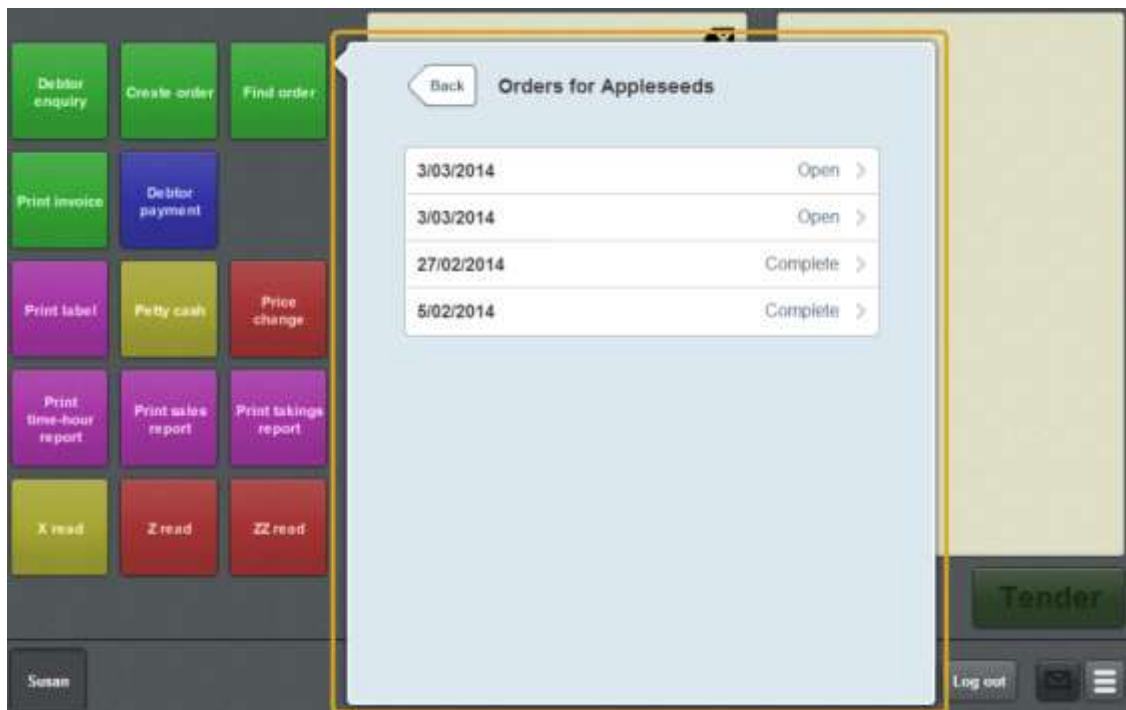 Debtor
enquiry
Create order
Find order
Print invoice
Debtor
payment
Print label
Petty cash
Price
change
Print
time-hour
report
Print sales
report
Print takings
report
X read
Z read
ZZ read
Susan
Back
Orders for Appleseeds
3/03/2014 Open
3/03/2014 Open
27/02/2014 Complete
5/02/2014 Complete
Tender
Log out